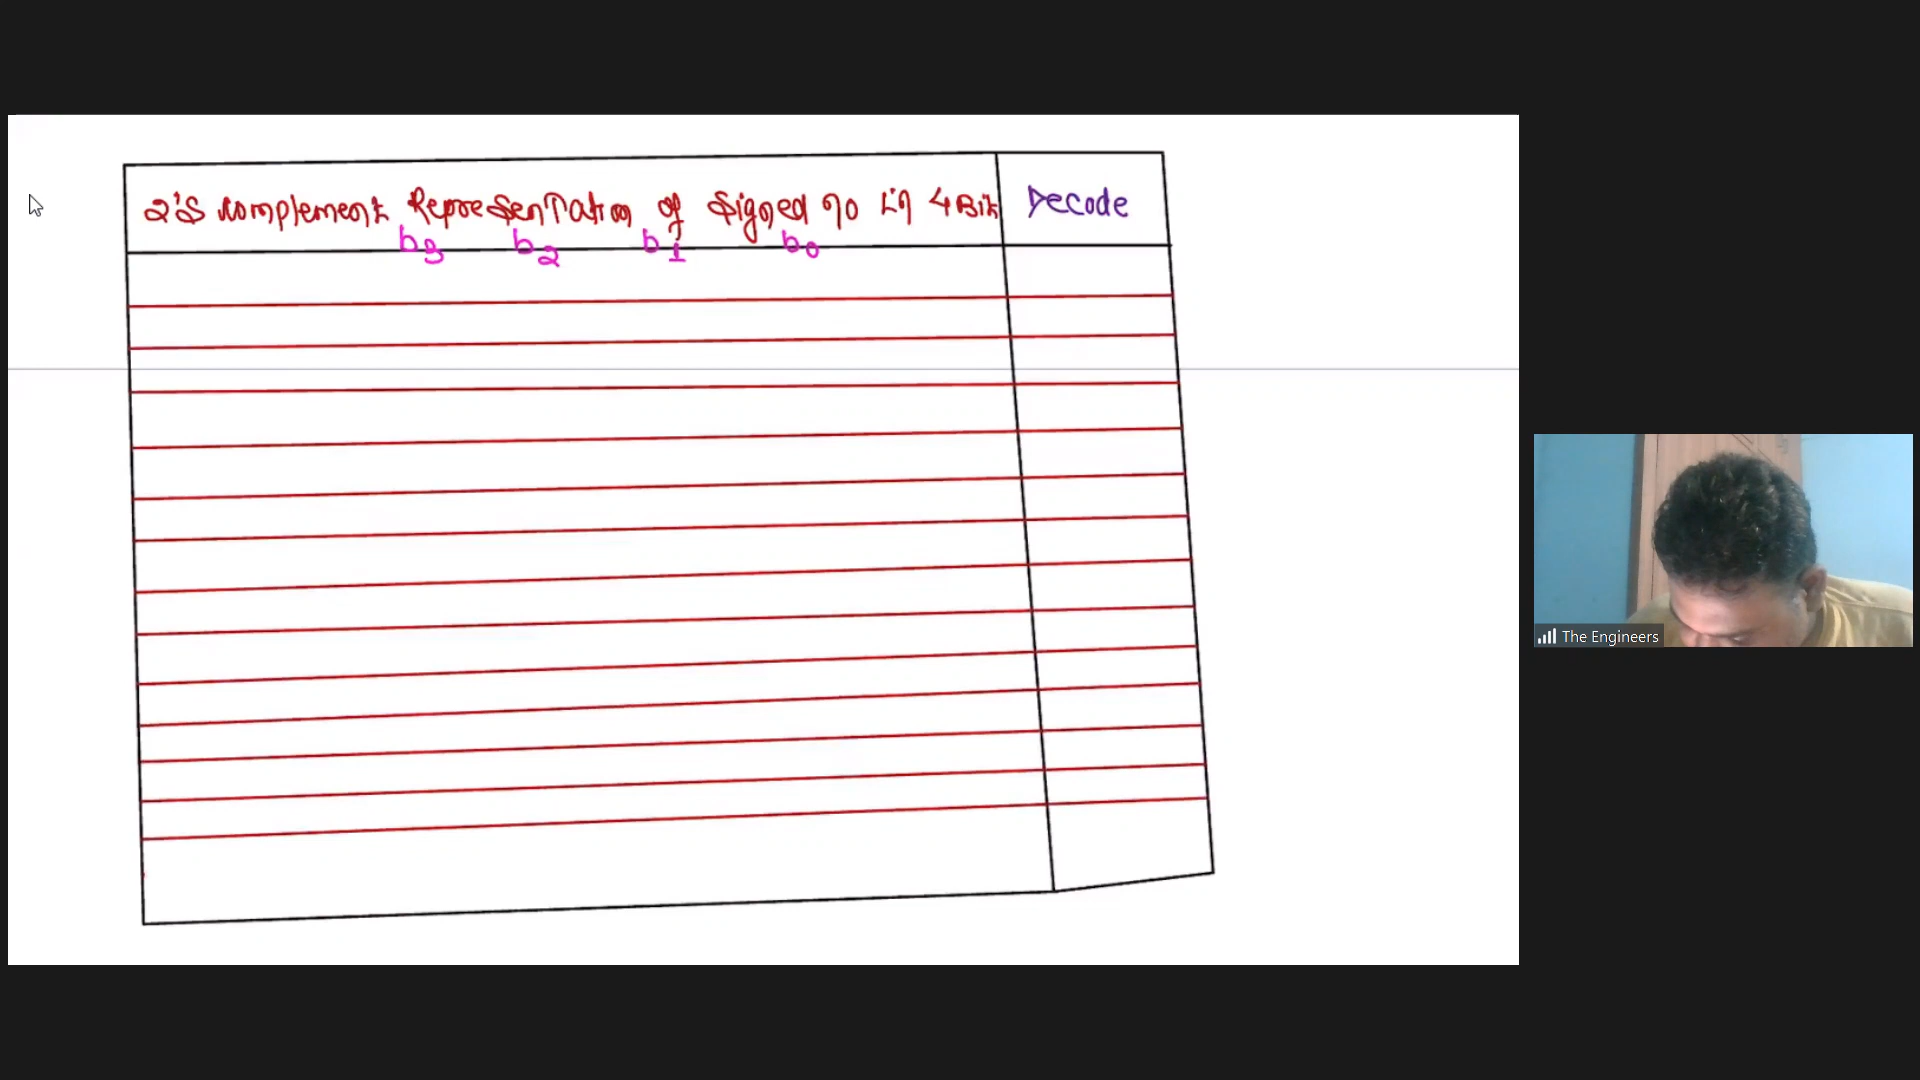 2's complement Representation of signed no in 4Bit
Decode
b3 b2 b1 b0
The Engineers